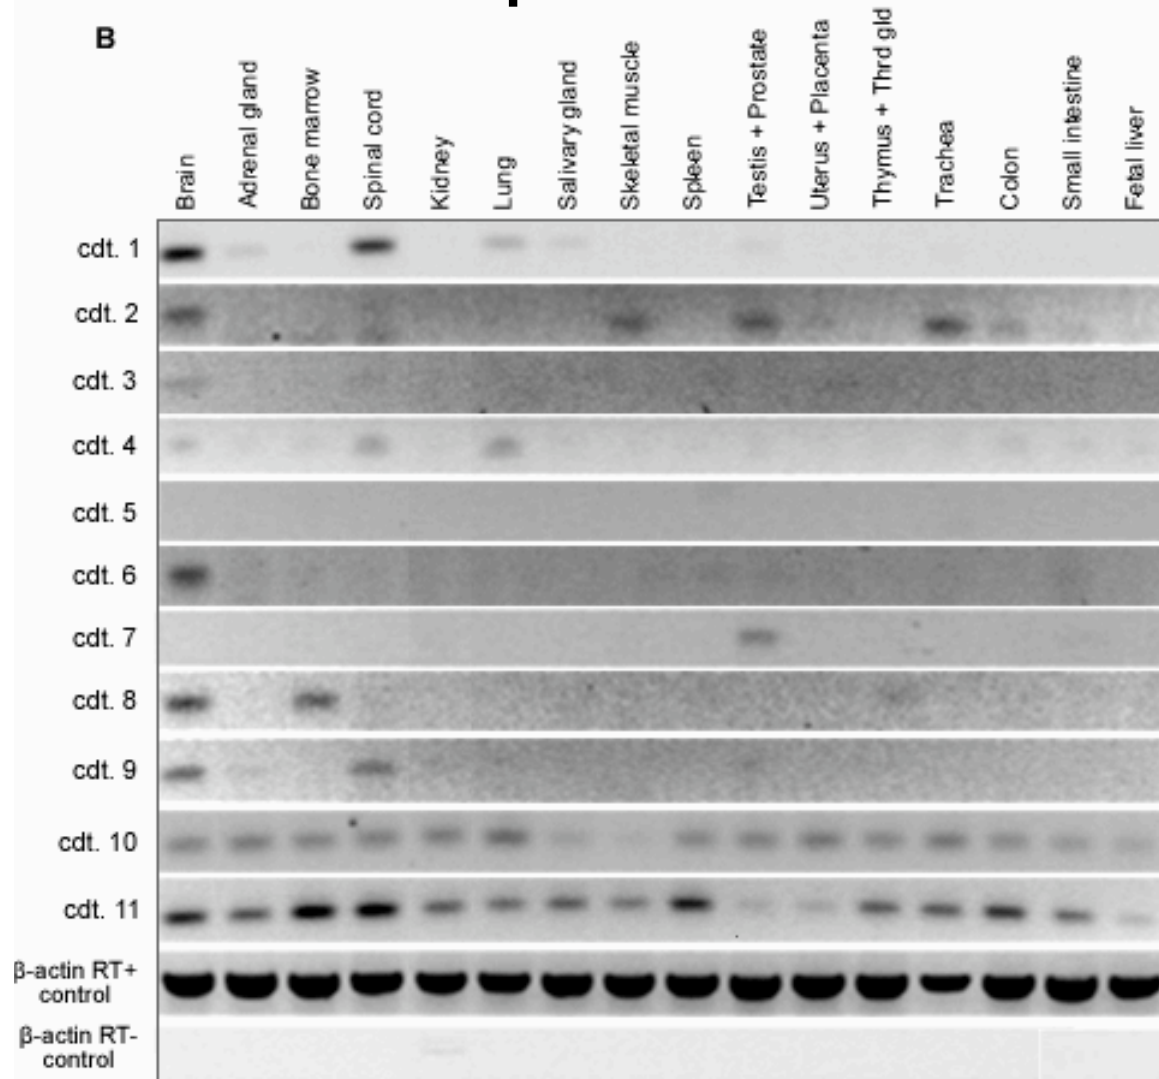 B
Brain
Adrenal gland
Bone marrow
Spinal cord
Kidney
Lung
Salivary gland
Skeletal muscle
Spleen
Testis + Prostate
Uterus + Placenta
Thymus + Thrd gld
Trachea
Colon
Small intestine
Fetal liver
cdt. 1
cdt. 2
cdt. 3
cdt. 4
cdt. 5
cdt. 6
cdt. 7
cdt. 8
cdt. 9
cdt. 10
cdt. 11
β-actin RT+
control
β-actin RT-
control